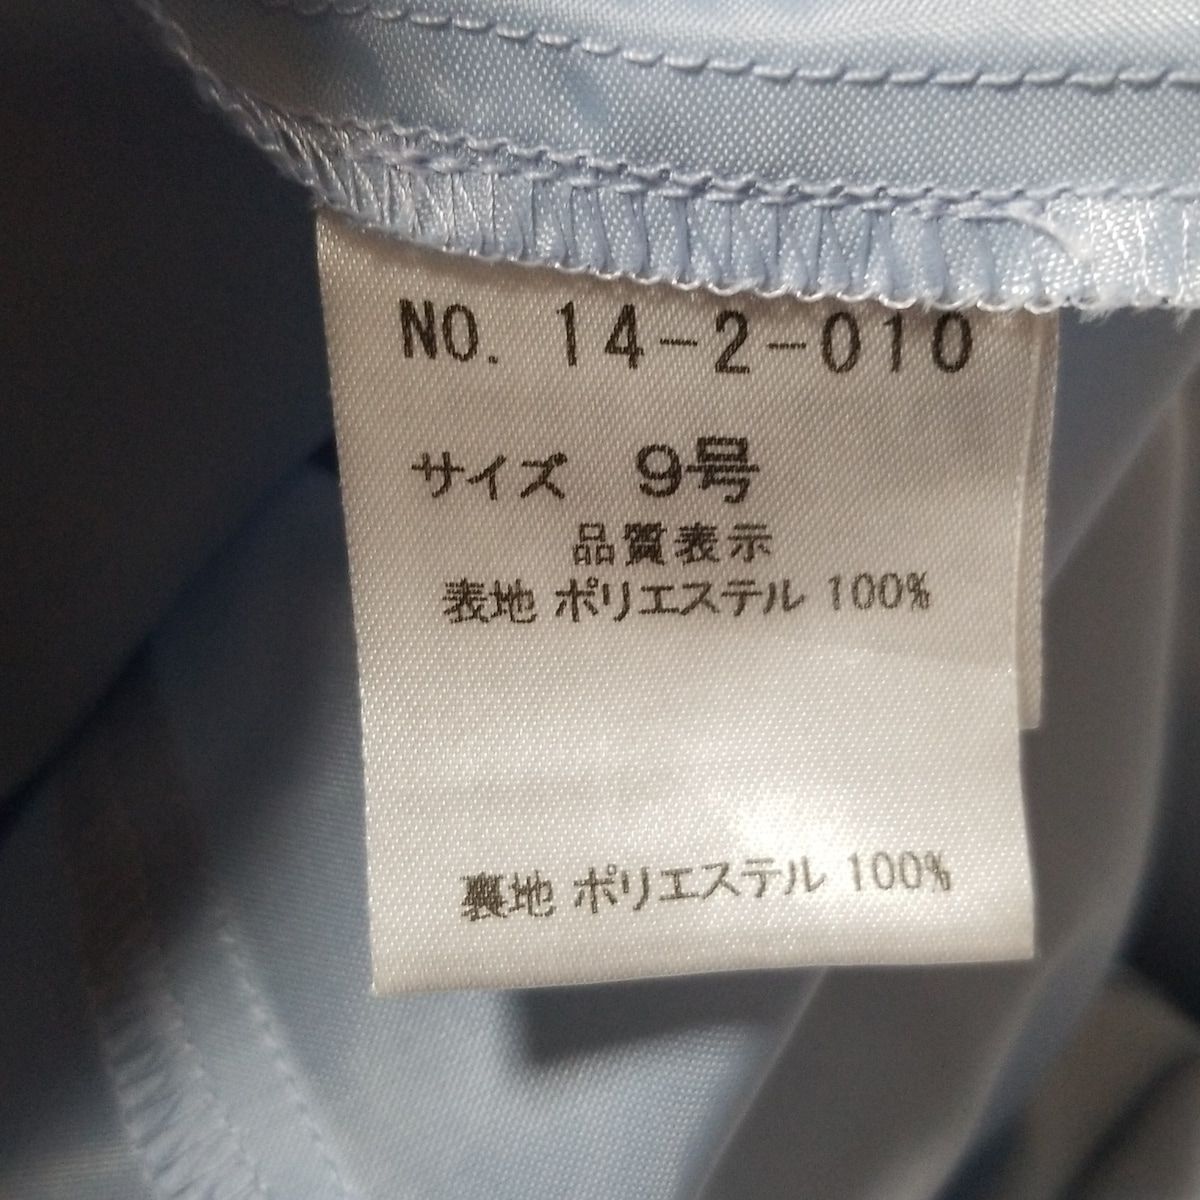 NO. 14-2-010
サイズ 9号
品質表示
表地 ポリエステル 100%
裏地 ポリエステル 100%